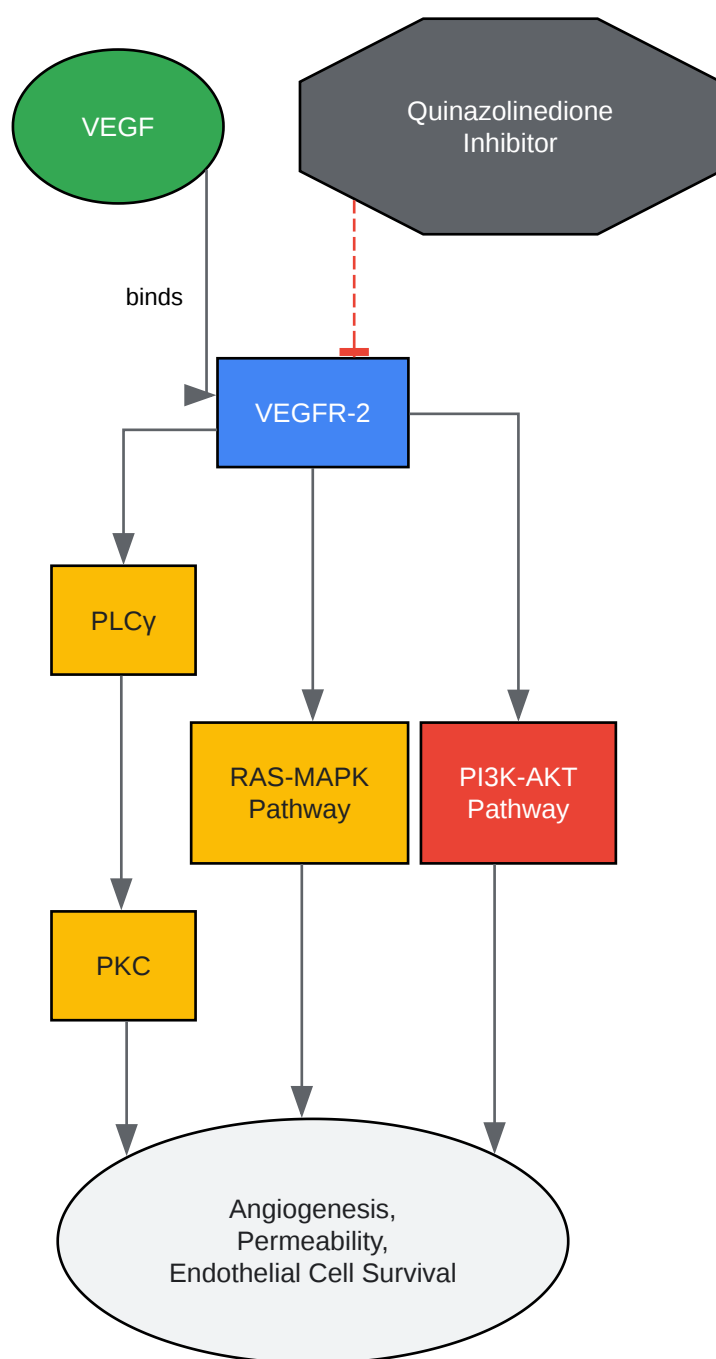 VEGF
Quinazolinedione
Inhibitor
binds
VEGFR-2
PLCγ
RAS-MAPK
Pathway
PI3K-AKT
Pathway
PKC
Angiogenesis,
Permeability,
Endothelial Cell Survival